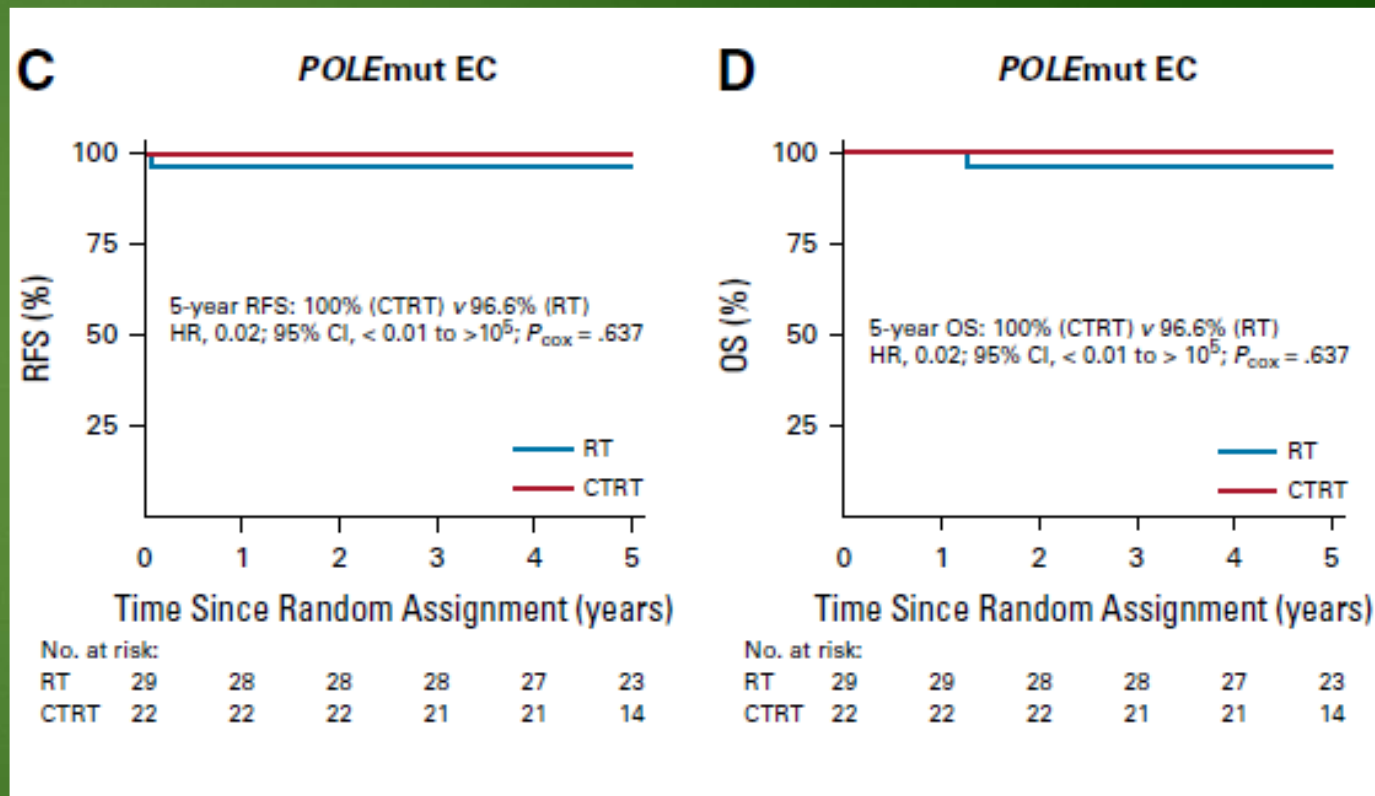 C
POLEmut EC
100
75
50
25
RFS (%)
5-year RFS: 100% (CTRT) v 96.6% (RT)
HR, 0.02; 95% CI, < 0.01 to >10⁵; Pcox = .637
RT
CTRT
0 1 2 3 4 5
Time Since Random Assignment (years)
No. at risk:
RT 29 28 28 28 27 23
CTRT 22 22 22 21 21 14
D
POLEmut EC
100
75
50
25
OS (%)
5-year OS: 100% (CTRT) v 96.6% (RT)
HR, 0.02; 95% CI, < 0.01 to > 10⁵; Pcox = .637
RT
CTRT
0 1 2 3 4 5
Time Since Random Assignment (years)
No. at risk:
RT 29 29 28 28 27 23
CTRT 22 22 22 21 21 14